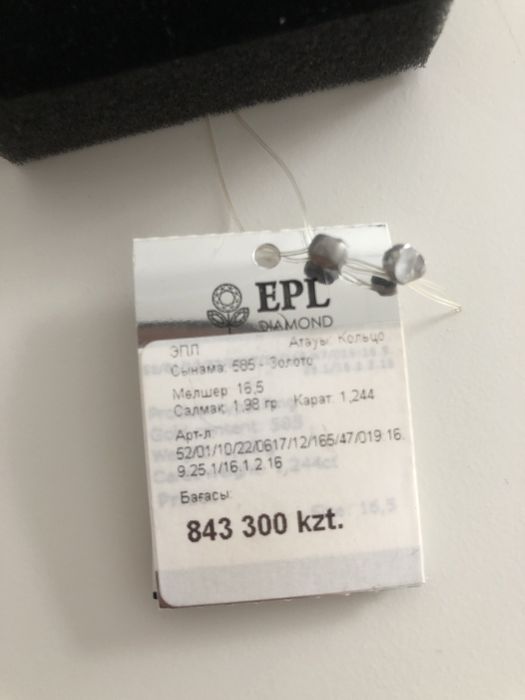 EPL
DIAMOND
ЭПЛ Атауы: Кольцо
Сынама: 585 - Золото
Мелшер: 16,5
Салмак: 1,98 гр. Карат: 1,244
Арт-л:
52/01/10/22/0617/12/165/47/019.16.
9.25.1/16.1.2.16
Бағасы:
843 300 kzt.